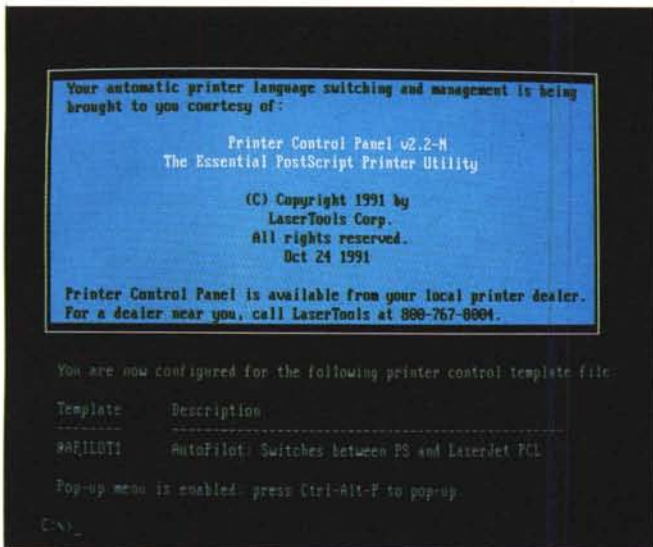 Your automatic printer language switching and management is being
brought to you courtesy of:
Printer Control Panel v2.2-M
The Essential PostScript Printer Utility
(C) Copyright 1991 by
LaserTools Corp.
All rights reserved.
Oct 24 1991
Printer Control Panel is available from your local printer dealer.
For a dealer near you, call LaserTools at 800-767-8004.
You are now configured for the following printer control template file
Template Description
AutoPilot: Switches between PS and LaserJet PCL
Pop-up menu is enabled: press Ctrl-Alt-P to pop-up.
C:\>_